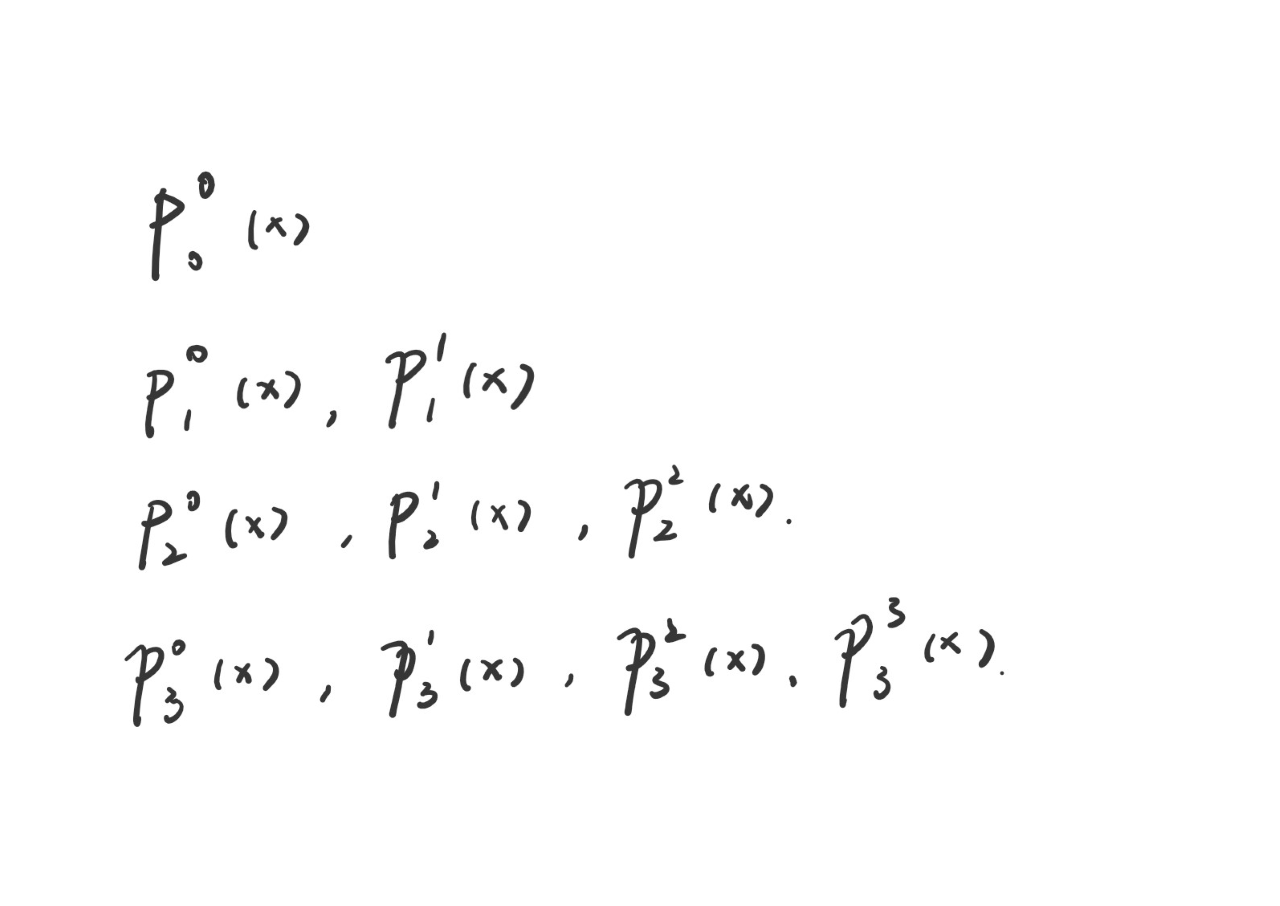 P_0^0 (x)
P_1^0 (x) , P_1^1 (x)
P_2^0 (x) , P_2^1 (x) , P_2^2 (x).
P_3^0 (x) , P_3^1 (x) , P_3^2 (x) , P_3^3 (x).